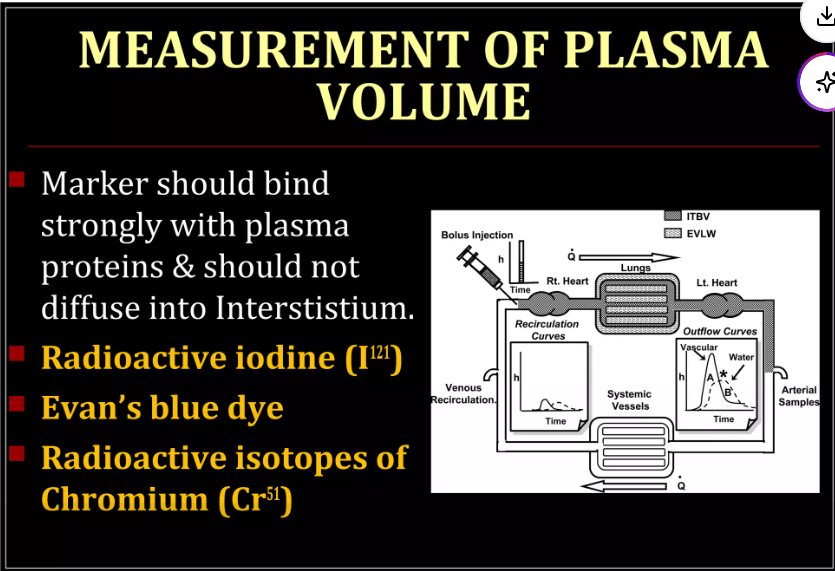 MEASUREMENT OF PLASMA
VOLUME
Marker should bind
strongly with plasma
proteins & should not
diffuse into Interstistium.
Radioactive iodine (I¹²¹)
Evan’s blue dye
Radioactive isotopes of
Chromium (Cr⁵¹)
ITBV
EVLW
Bolus Injection
h
Time
Q̇
Lungs
Rt. Heart
Lt. Heart
Recirculation
Curves
h
Time
Outflow Curves
Vascular
Water
A
*
B
h
Time
Venous
Recirculation.
Systemic
Vessels
Arterial
Samples
Q̇